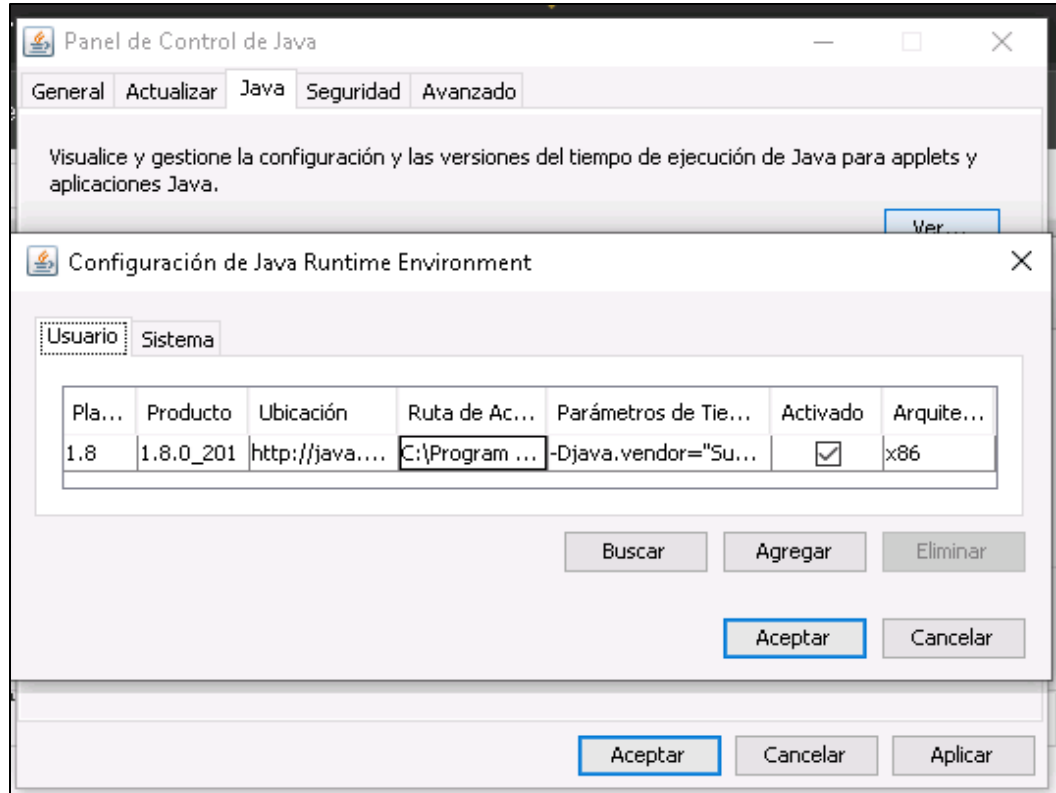 Panel de Control de Java
General Actualizar Java Seguridad Avanzado
Visualice y gestione la configuración y las versiones del tiempo de ejecución de Java para applets y
aplicaciones Java.
Ver...
Configuración de Java Runtime Environment
Usuario Sistema
Pla... Producto Ubicación Ruta de Ac... Parámetros de Tie... Activado Arquite...
1.8 1.8.0_201 http://java.... C:\Program ... -Djava.vendor="Su... x86
Buscar Agregar Eliminar
Aceptar Cancelar
Aceptar Cancelar Aplicar